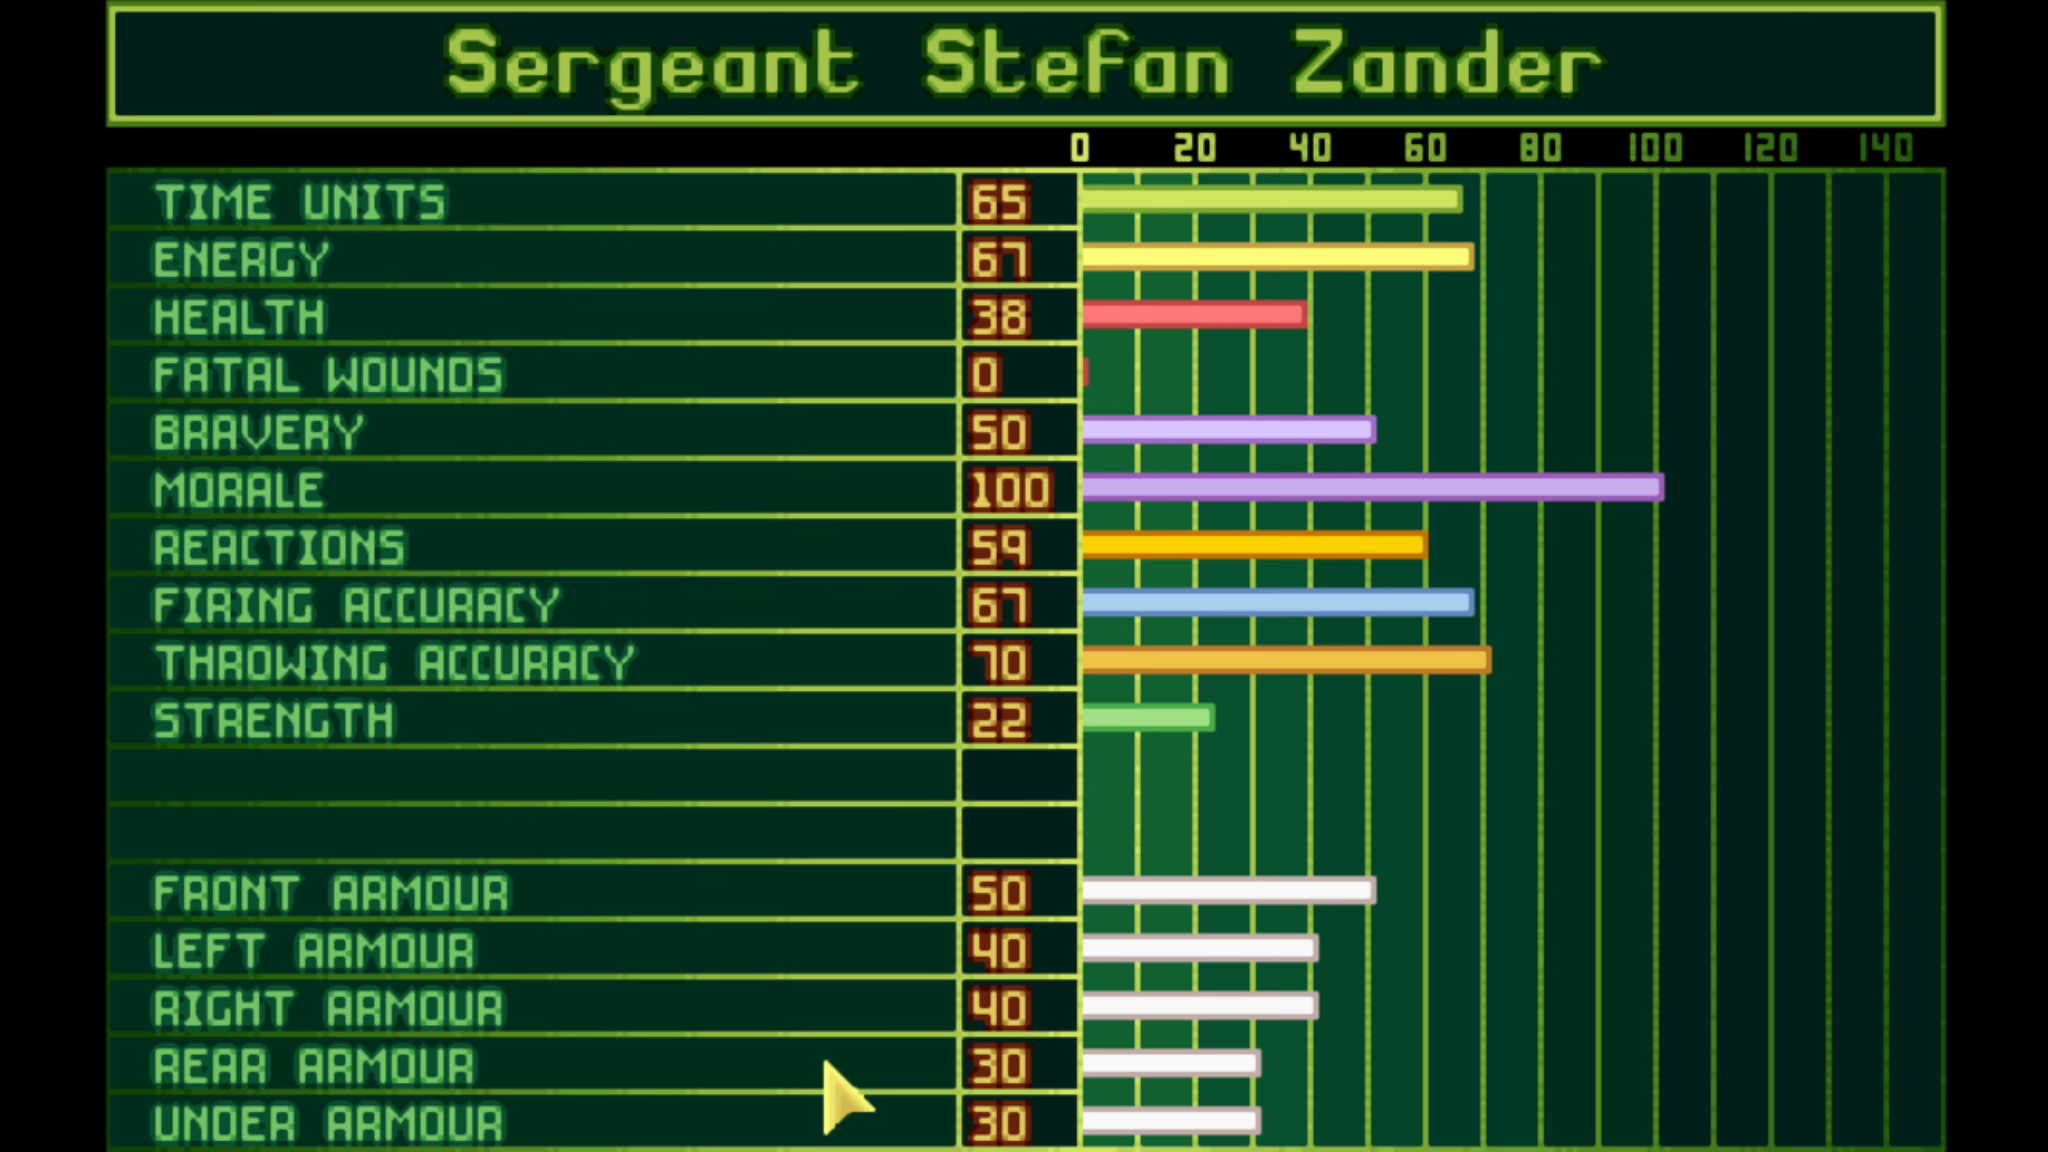 Sergeant Stefan Zander
0 20 40 60 80 100 120 140
TIME UNITS 65
ENERGY 67
HEALTH 38
FATAL WOUNDS 0
BRAVERY 50
MORALE 100
REACTIONS 59
FIRING ACCURACY 67
THROWING ACCURACY 70
STRENGTH 22
FRONT ARMOUR 50
LEFT ARMOUR 40
RIGHT ARMOUR 40
REAR ARMOUR 30
UNDER ARMOUR 30